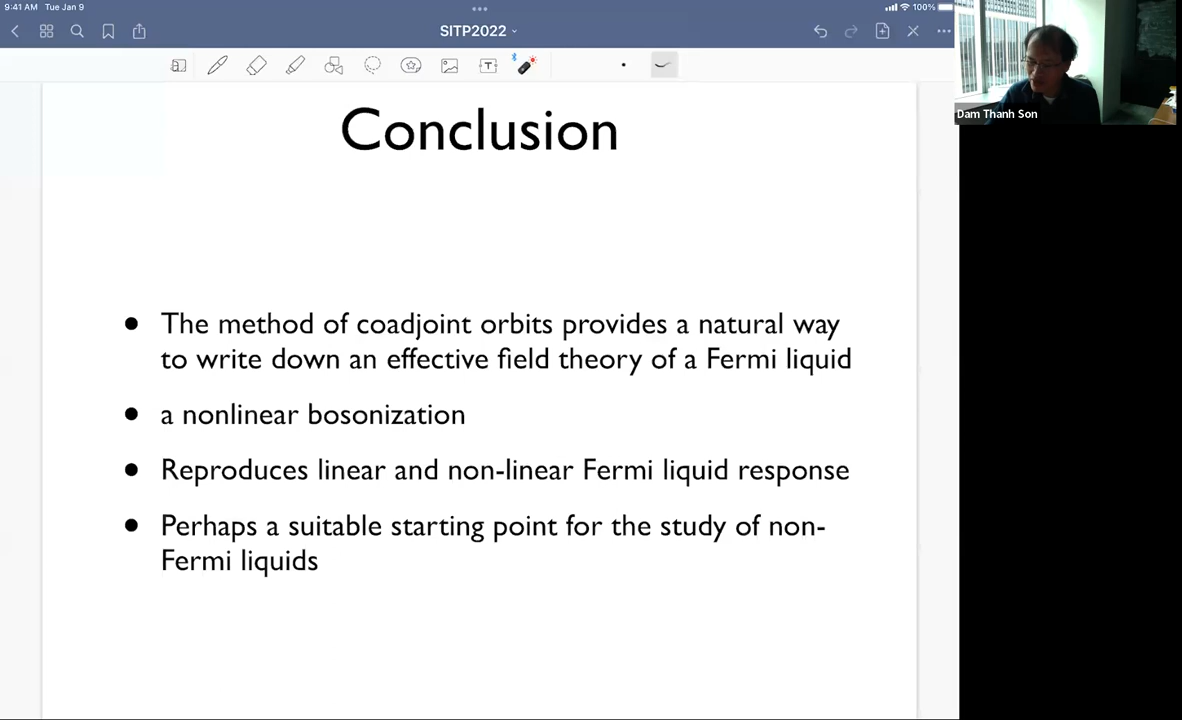 9:41 AM Tue Jan 9
100%
SITP2022
T
Dam Thanh Son
Conclusion
• The method of coadjoint orbits provides a natural way
to write down an effective field theory of a Fermi liquid
• a nonlinear bosonization
• Reproduces linear and non-linear Fermi liquid response
• Perhaps a suitable starting point for the study of non-
Fermi liquids